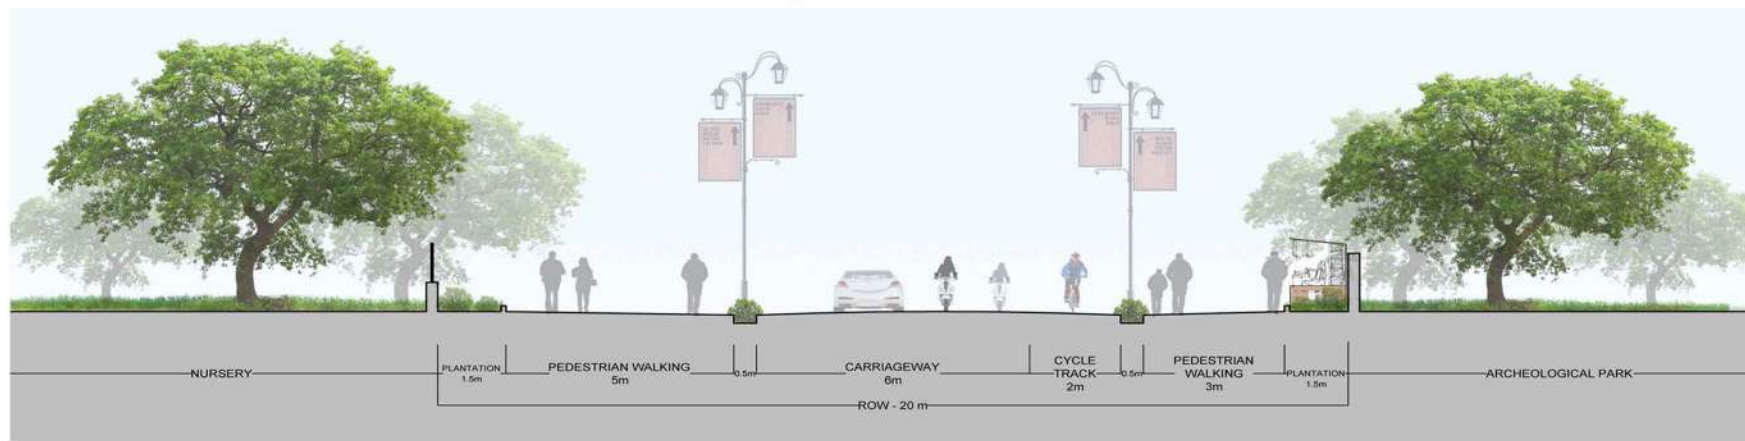 NURSERY
PLANTATION
1.5m
PEDESTRIAN WALKING
5m
0.5m
CARRIAGEWAY
6m
CYCLE
TRACK
2m
0.5m
PEDESTRIAN
WALKING
3m
PLANTATION
1.5m
ARCHEOLOGICAL PARK
ROW - 20 m